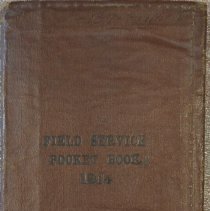 FIELD SERVICE
POCKET BOOK.
1914